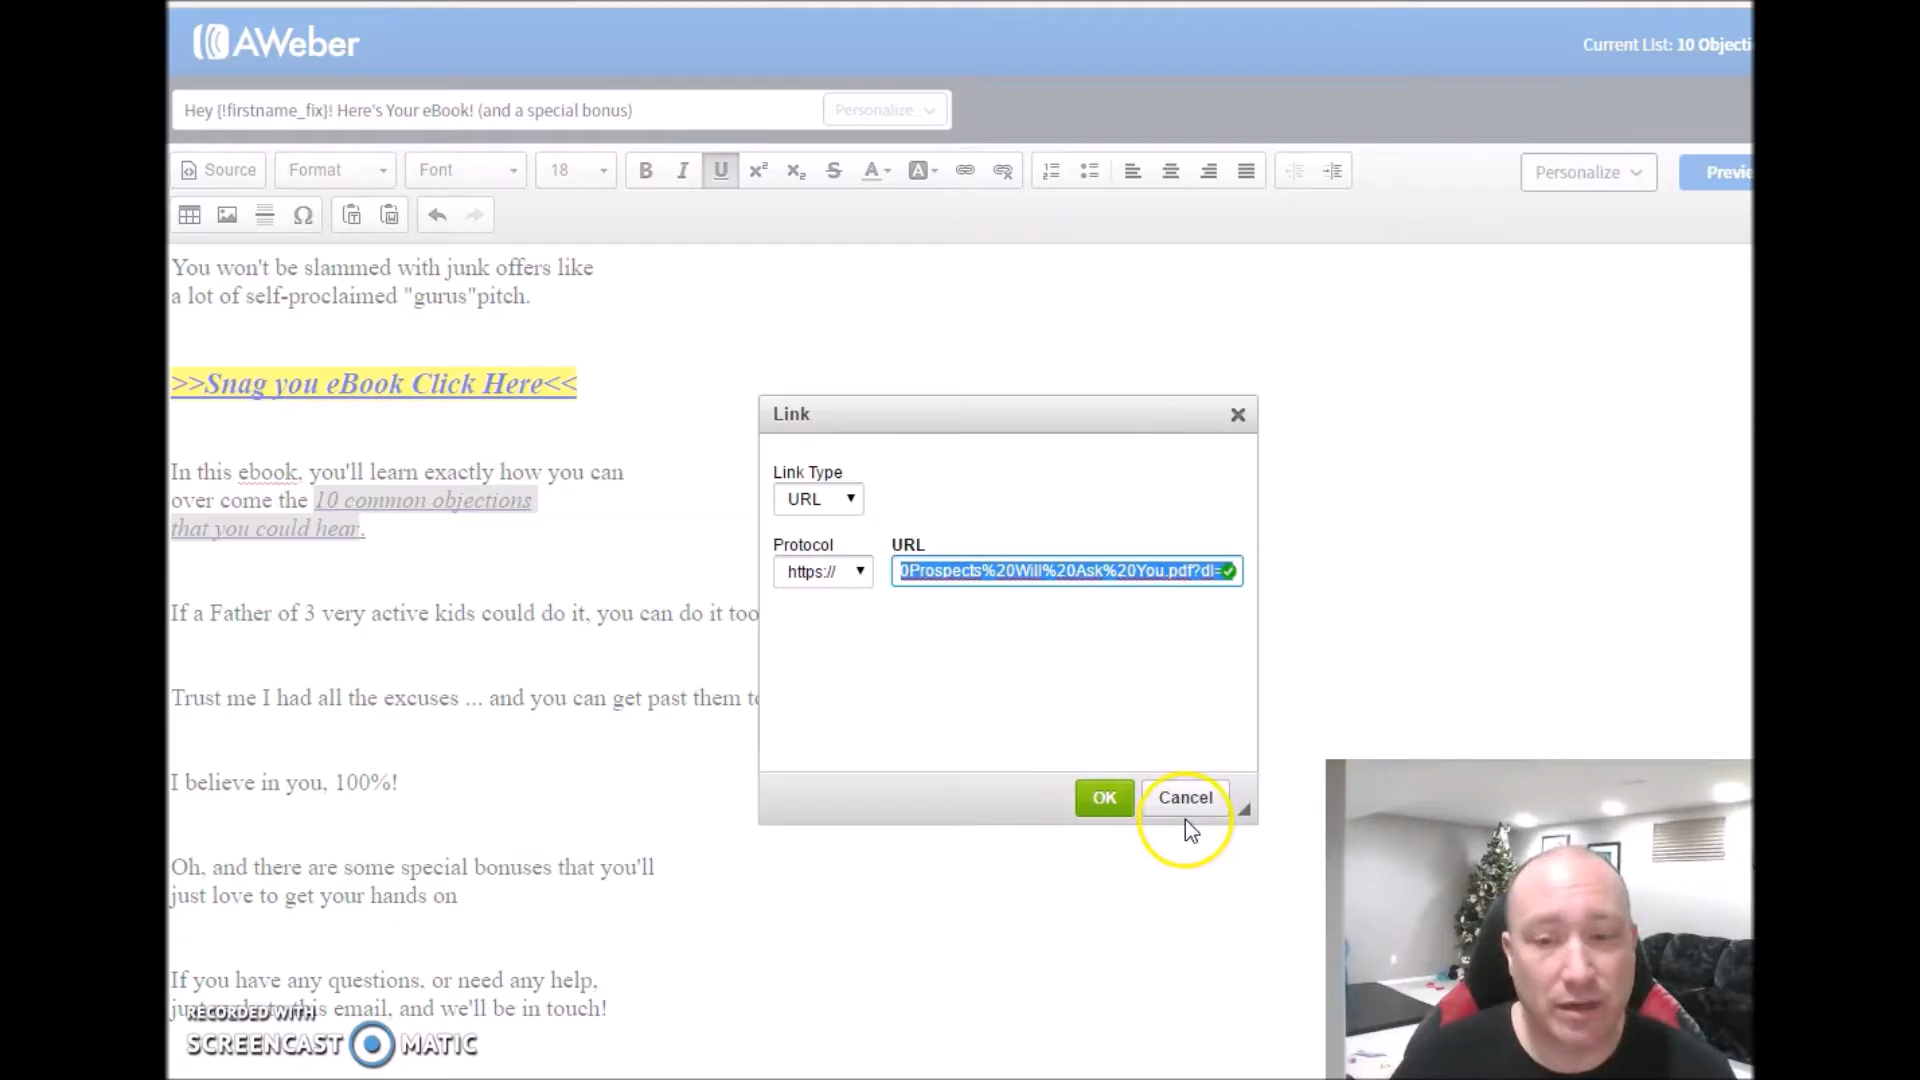 AWeber
Current List: 10 Objecti
Hey {!firstname_fix}! Here's Your eBook! (and a special bonus)
Personalize
Source
Format
Font
18
B
I
U
x²
x₂
S
A
A
Personalize
Previe
You won't be slammed with junk offers like
a lot of self-proclaimed "gurus"pitch.
>>Snag you eBook Click Here<<
In this ebook, you'll learn exactly how you can
over come the 10 common objections
that you could hear.
If a Father of 3 very active kids could do it, you can do it too
Trust me I had all the excuses ... and you can get past them to
I believe in you, 100%!
Oh, and there are some special bonuses that you'll
just love to get your hands on
If you have any questions, or need any help,
this email, and we'll be in touch!
Link
Link Type
URL
Protocol
URL
https://
0Prospects%20Will%20Ask%20You.pdf?dl=
OK
Cancel
RECORDED WITH
SCREENCAST MATIC